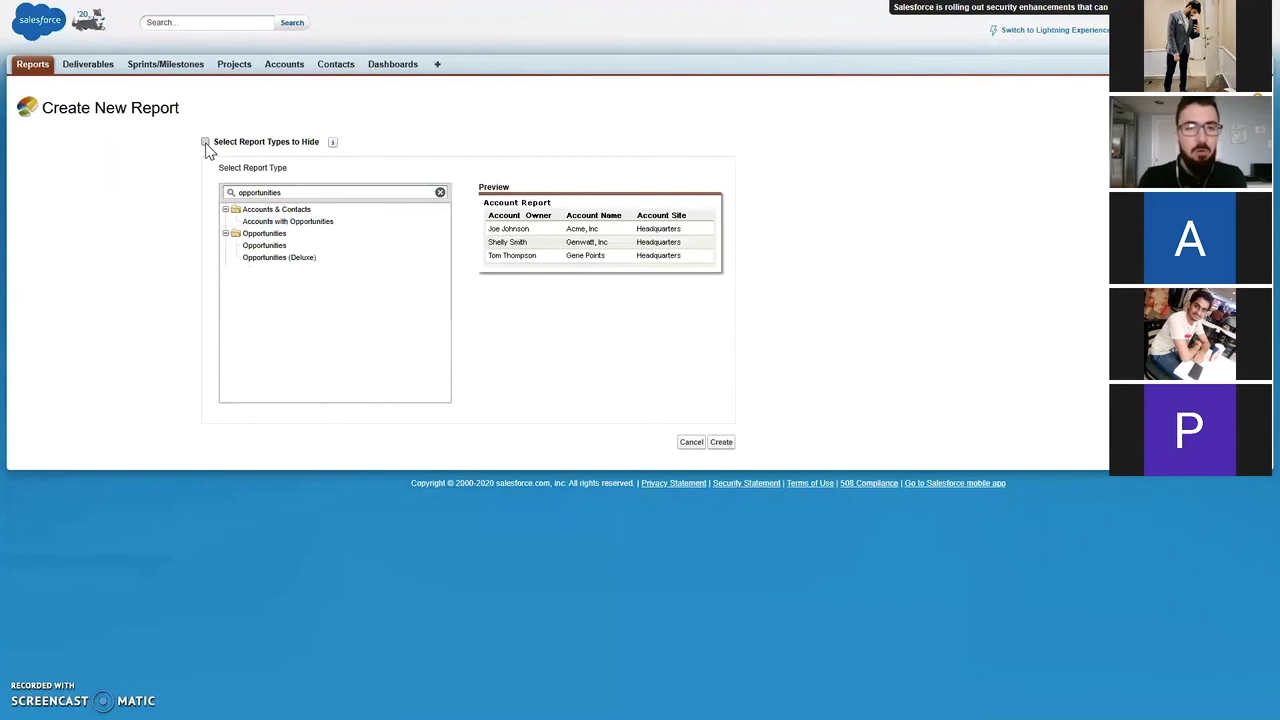 Salesforce is rolling out security enhancements that can
salesforce
'20
Search...
Search
Switch to Lightning Experience
Reports
Deliverables
Sprints/Milestones
Projects
Accounts
Contacts
Dashboards
+
Create New Report
Select Report Types to Hide
i
Select Report Type
opportunities
Accounts & Contacts
Accounts with Opportunities
Opportunities
Opportunities
Opportunities (Deluxe)
Preview
Account Report
Account Owner Account Name Account Site
Joe Johnson Acme, Inc Headquarters
Shelly Smith Genwatt, Inc Headquarters
Tom Thompson Gene Points Headquarters
Cancel
Create
A
P
Copyright © 2000-2020 salesforce.com, inc. All rights reserved. | Privacy Statement | Security Statement | Terms of Use | 508 Compliance | Go to Salesforce mobile app
RECORDED WITH
SCREENCAST MATIC